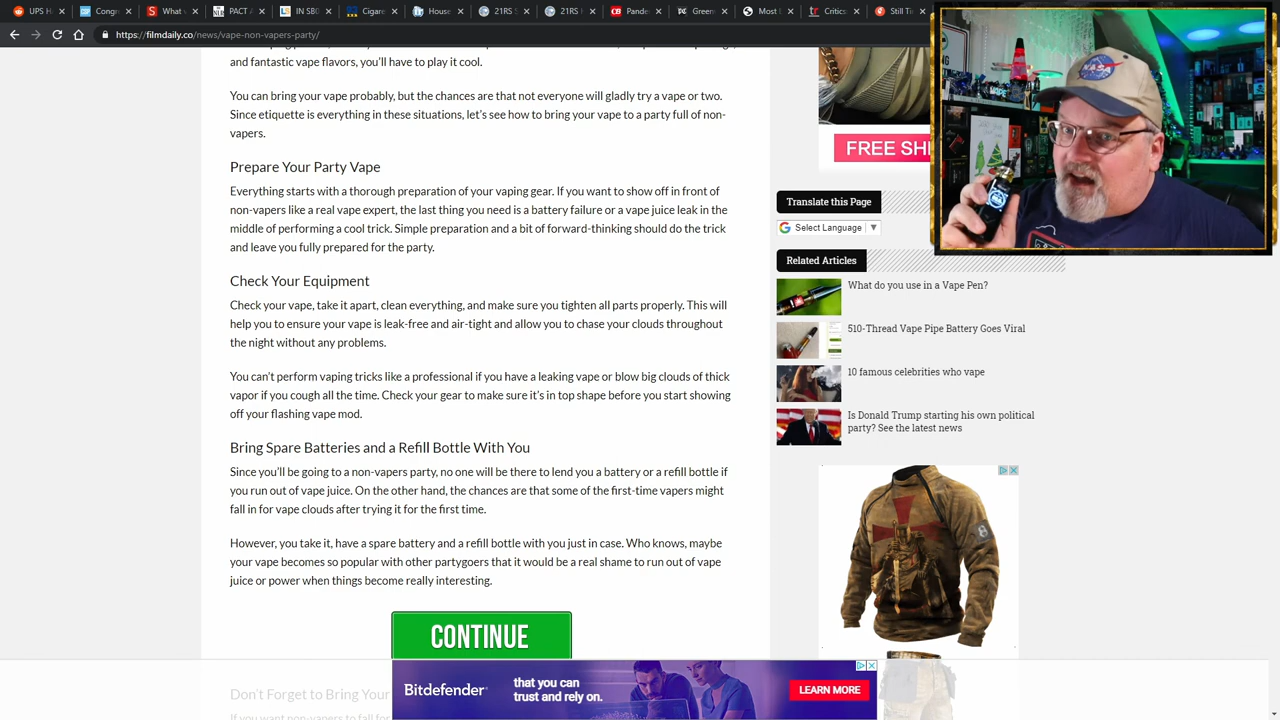 UPS H
Congr
What
PACT A
IN SB0
Cigare
House
21RS
21RS
Pande
Green
Most L
Critics
Still Ti
https://filmdaily.co/news/vape-non-vapers-party/
and fantastic vape flavors, you'll have to play it cool.
You can bring your vape probably, but the chances are that not everyone will gladly try a vape or two.
Since etiquette is everything in these situations, let's see how to bring your vape to a party full of non-
vapers.
Prepare Your Party Vape
Everything starts with a thorough preparation of your vaping gear. If you want to show off in front of
non-vapers like a real vape expert, the last thing you need is a battery failure or a vape juice leak in the
middle of performing a cool trick. Simple preparation and a bit of forward-thinking should do the trick
and leave you fully prepared for the party.
Check Your Equipment
Check your vape, take it apart, clean everything, and make sure you tighten all parts properly. This will
help you to ensure your vape is leak-free and air-tight and allow you to chase your clouds throughout
the night without any problems.
You can't perform vaping tricks like a professional if you have a leaking vape or blow big clouds of thick
vapor if you cough all the time. Check your gear to make sure it's in top shape before you start showing
off your flashing vape mod.
Bring Spare Batteries and a Refill Bottle With You
Since you'll be going to a non-vapers party, no one will be there to lend you a battery or a refill bottle if
you run out of vape juice. On the other hand, the chances are that some of the first-time vapers might
fall in for vape clouds after trying it for the first time.
However, you take it, have a spare battery and a refill bottle with you just in case. Who knows, maybe
your vape becomes so popular with other partygoers that it would be a real shame to run out of vape
juice or power when things become really interesting.
CONTINUE
Don't Forget to Bring Your
If you want non-vapers to fall for
FREE SHI
Translate this Page
Select Language
Related Articles
What do you use in a Vape Pen?
510-Thread Vape Pipe Battery Goes Viral
10 famous celebrities who vape
Is Donald Trump starting his own political
party? See the latest news
Bitdefender
that you can
trust and rely on.
LEARN MORE
NASA